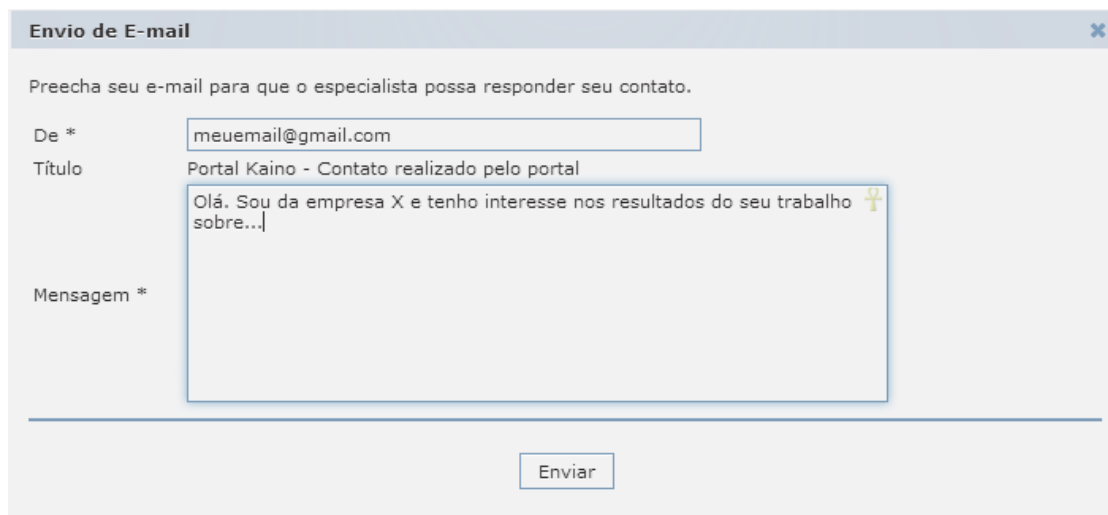 Envio de E-mail
Preecha seu e-mail para que o especialista possa responder seu contato.
De * meuemail@gmail.com
Título Portal Kaino - Contato realizado pelo portal
Olá. Sou da empresa X e tenho interesse nos resultados do seu trabalho
sobre...
Mensagem *
Enviar